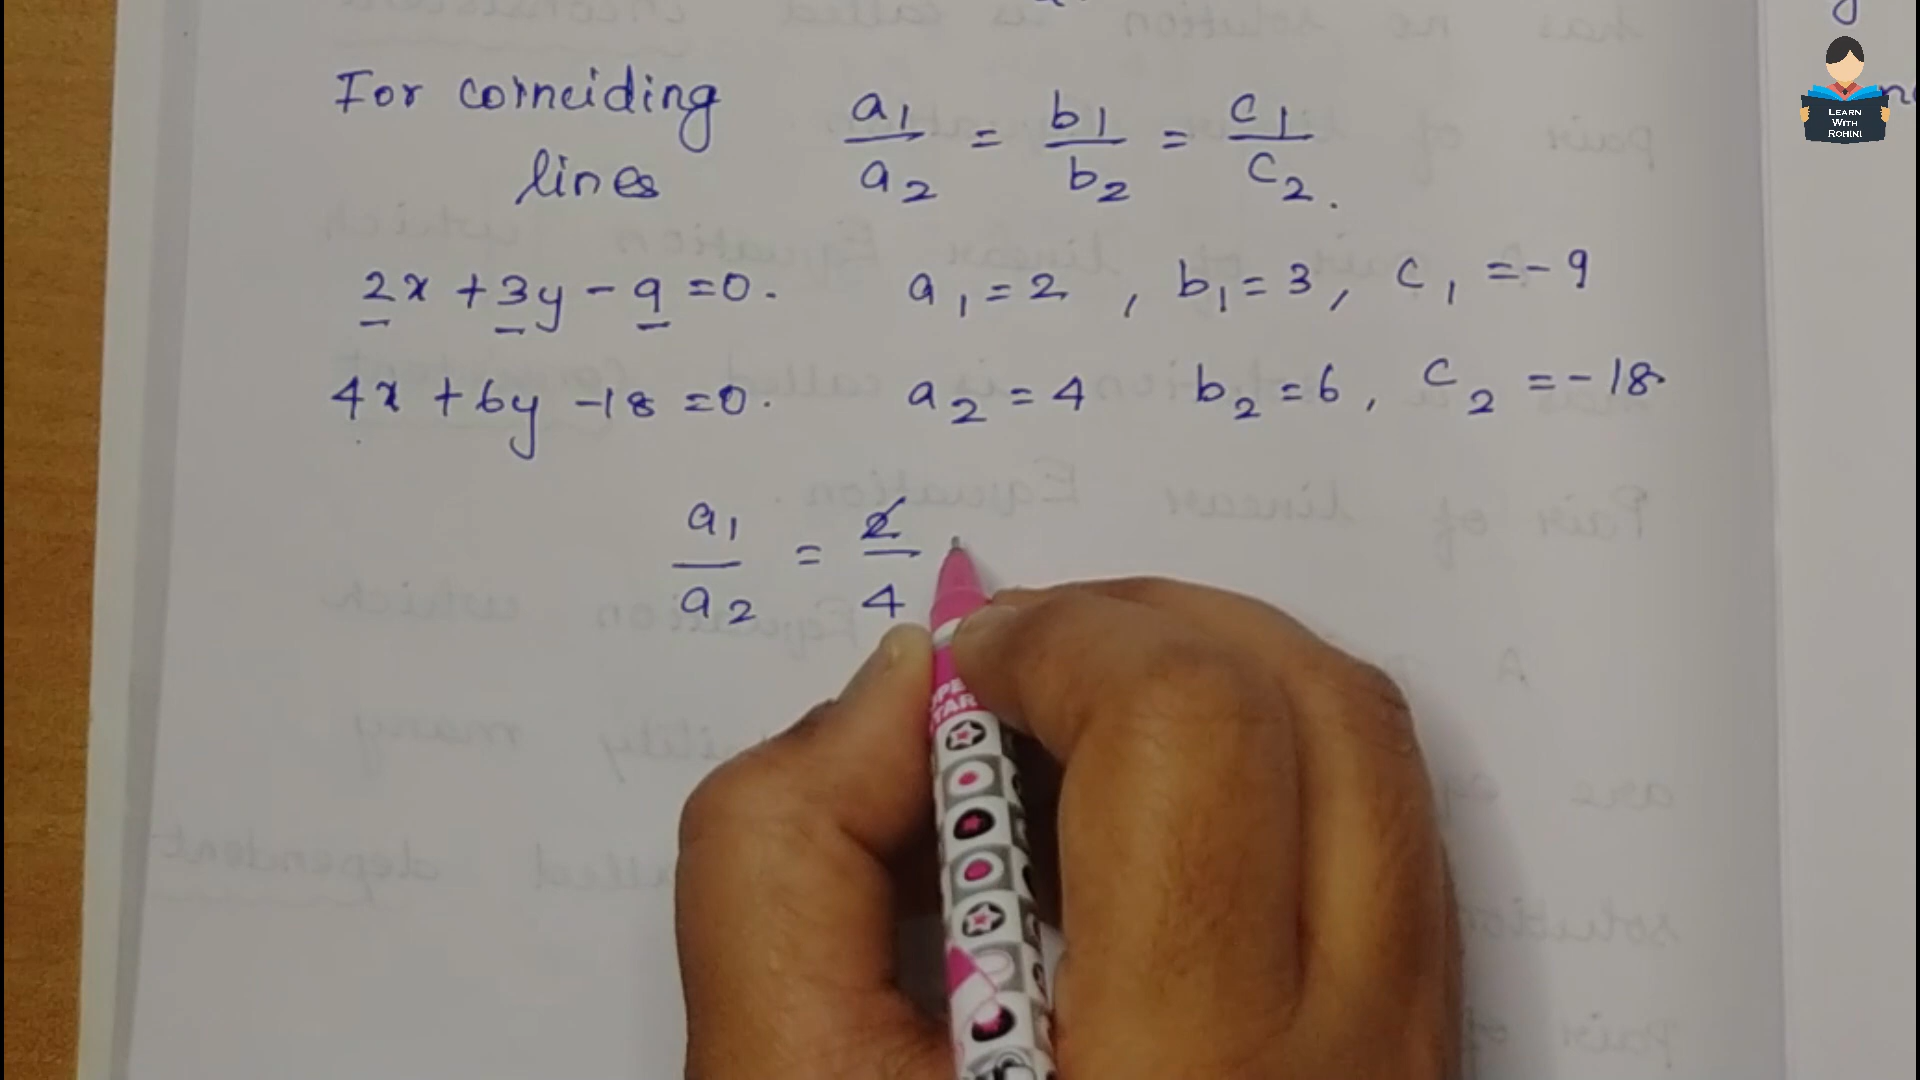 For coinciding lines a1/a2 = b1/b2 = c1/c2.
2x + 3y - 9 = 0. a1 = 2, b1 = 3, c1 = -9
4x + 6y - 18 = 0. a2 = 4 b2 = 6, c2 = -18
a1/a2 = 2/4
LEARN
WITH
ROHINI